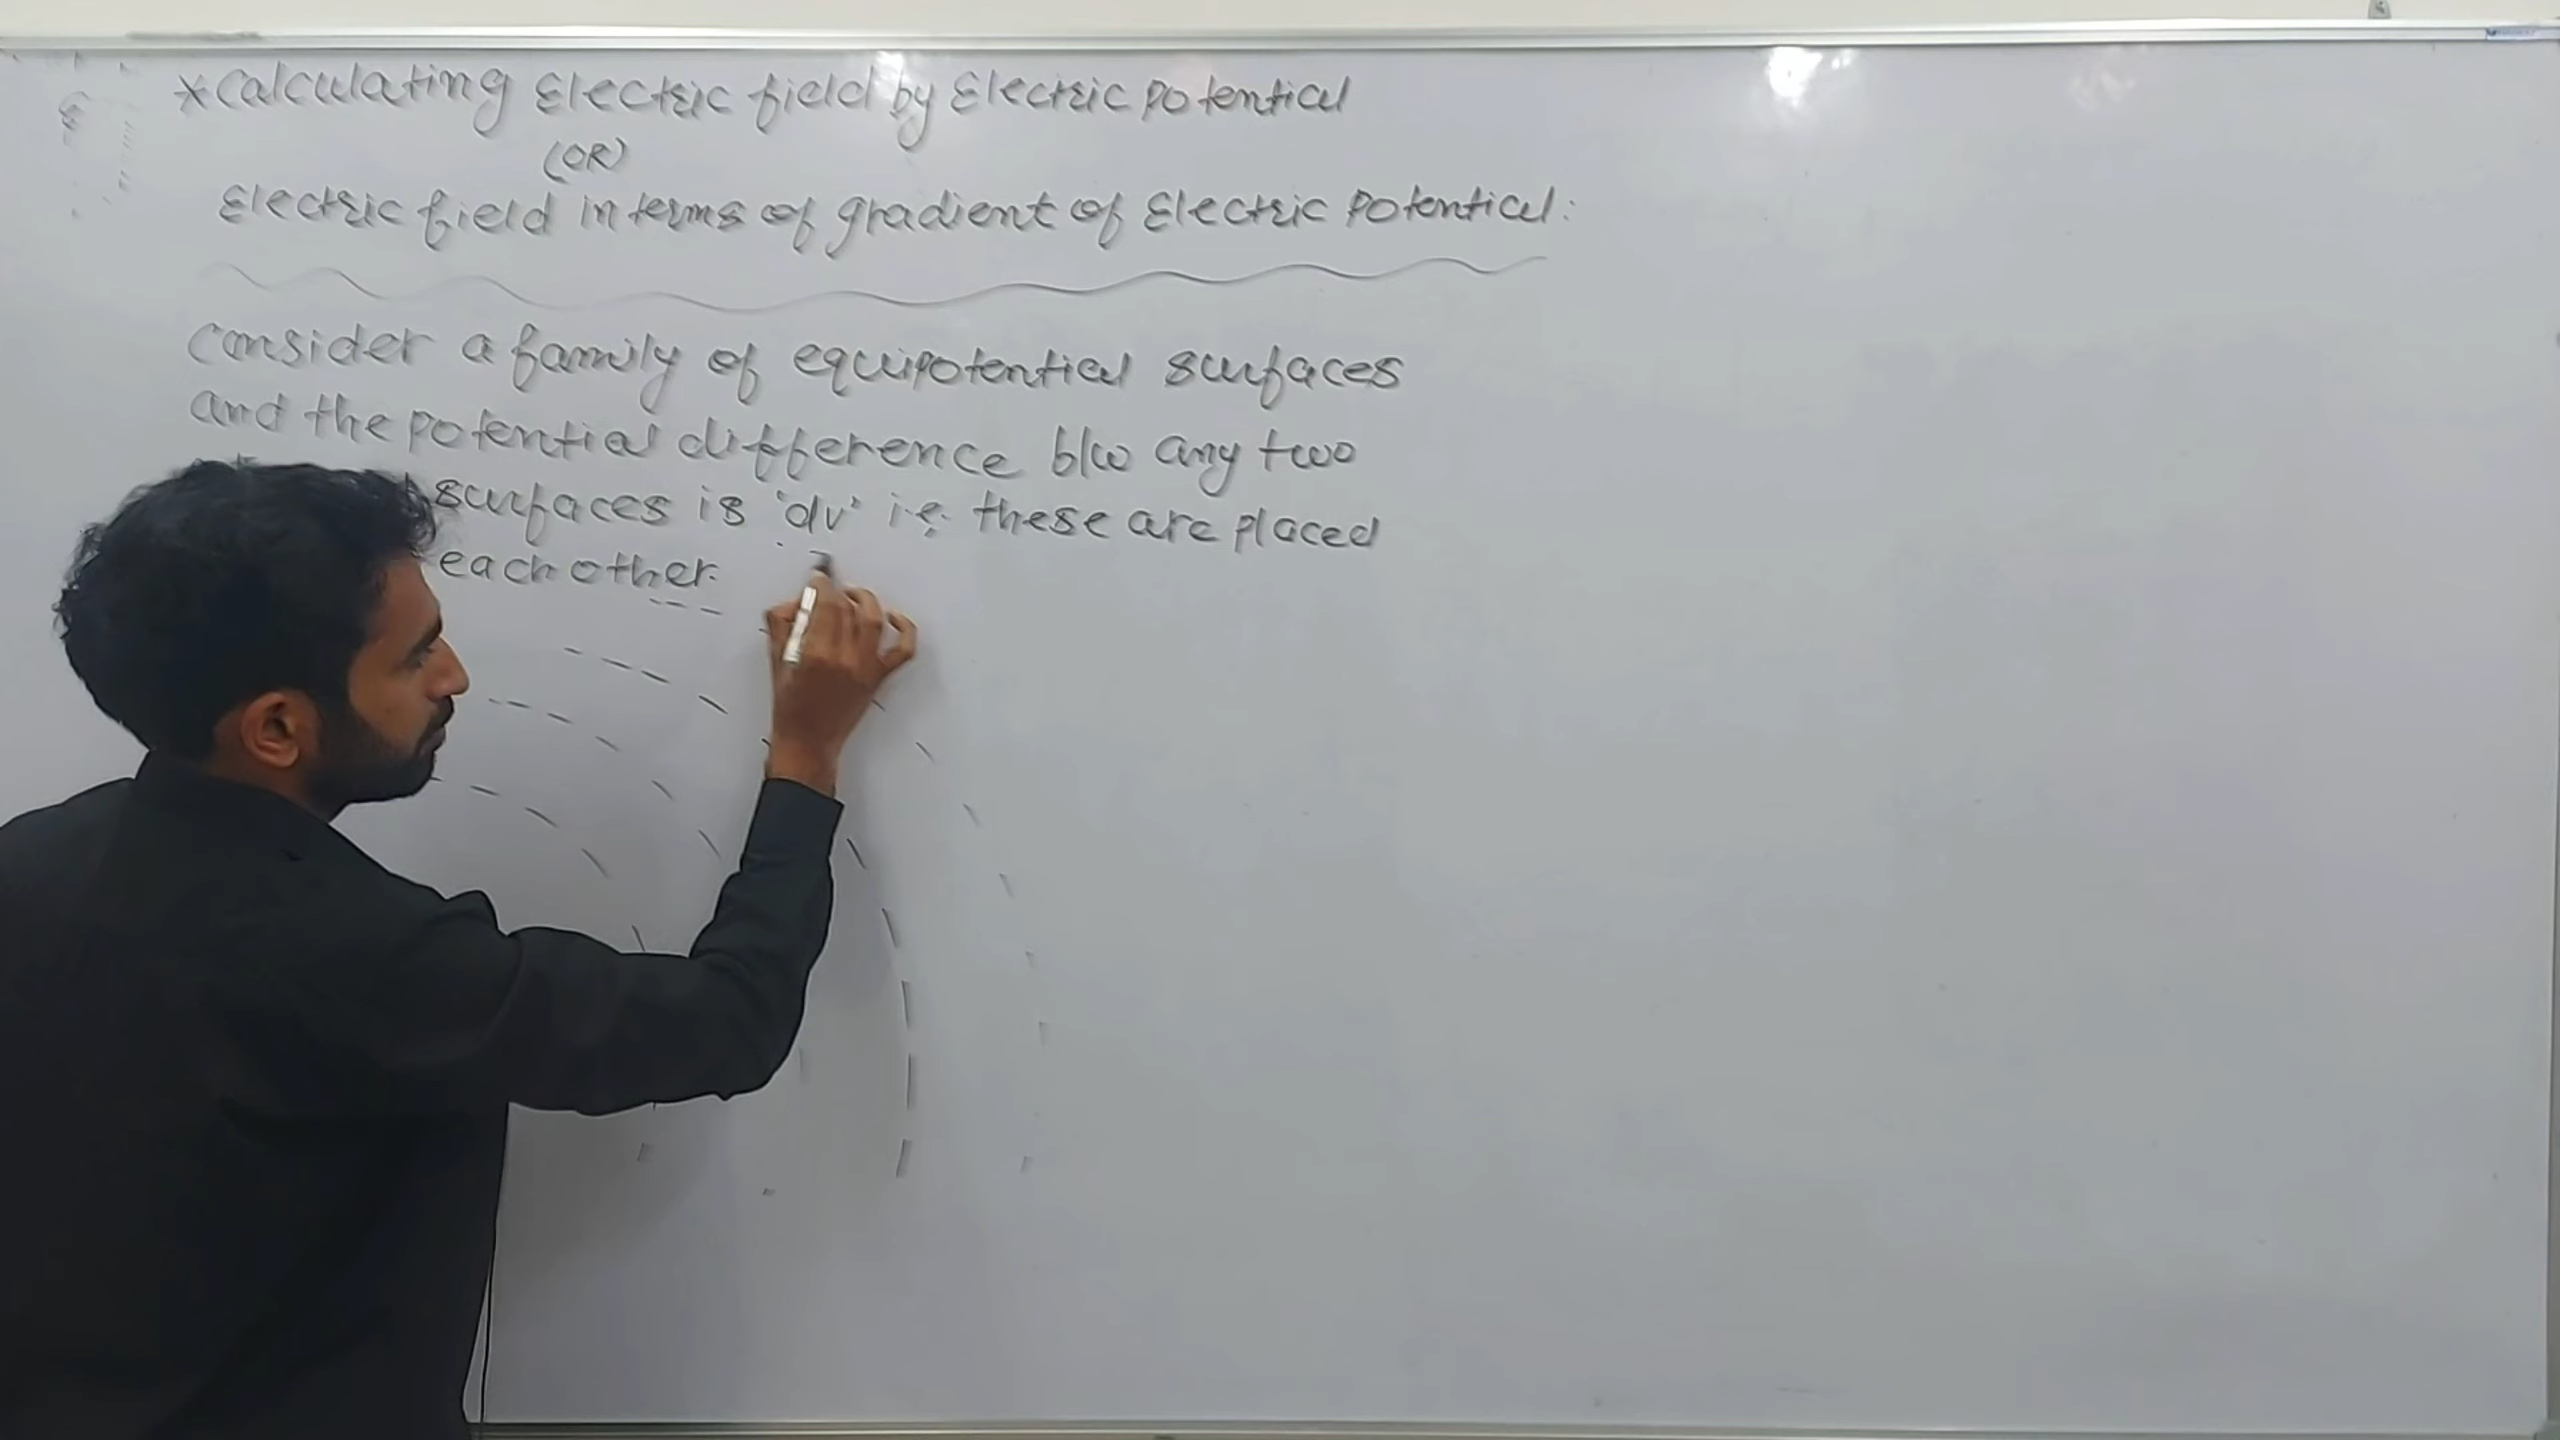 *Calculating Electric field by Electric potential
(OR)
Electric field in terms of gradient of Electric Potential:
Consider a family of equipotential surfaces
and the potential difference b/w any two
surfaces is 'dv' i.e. these are placed
each other.